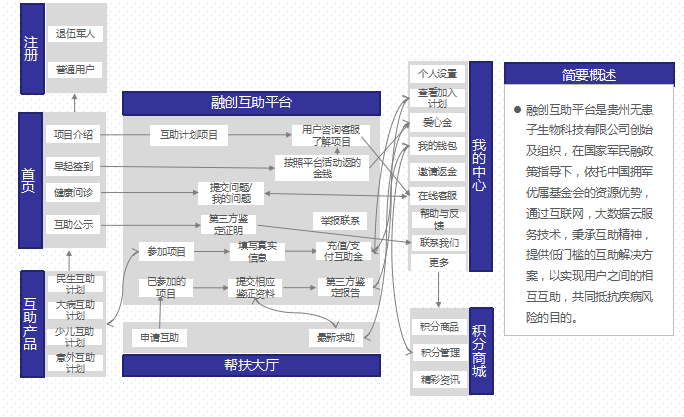 注册
退伍军人
普通用户
首页
项目介绍
早起签到
健康问诊
互助公示
互助产品
民生互助
计划
大病互助
计划
少儿互助
计划
意外互助
计划
融创互助平台
互助计划项目
用户咨询客服
了解项目
按照平台活动返的
金钱
提交问题/
我的问题
第三方鉴
定证明
举报联系
参加项目
填写真实
信息
充值/支
付互助金
已参加的
项目
提交相应
鉴证资料
第三方鉴
定报告
申请互助
最新求助
帮扶大厅
我的中心
个人设置
查看加入
计划
爱心金
我的钱包
邀请返金
在线客服
帮助与反
馈
联系我们
更多
积分商城
积分商品
积分管理
精彩资讯
简要概述
● 融创互助平台是贵州无患
子生物科技有限公司创始
及组织，在国家军民融政
策指导下，依托中国拥军
优属基金会的资源优势，
通过互联网，大数据云服
务技术，秉承互助精神，
提供低门槛的互助解决方
案，以实现用户之间的相
互互助，共同抵抗疾病风
险的目的。